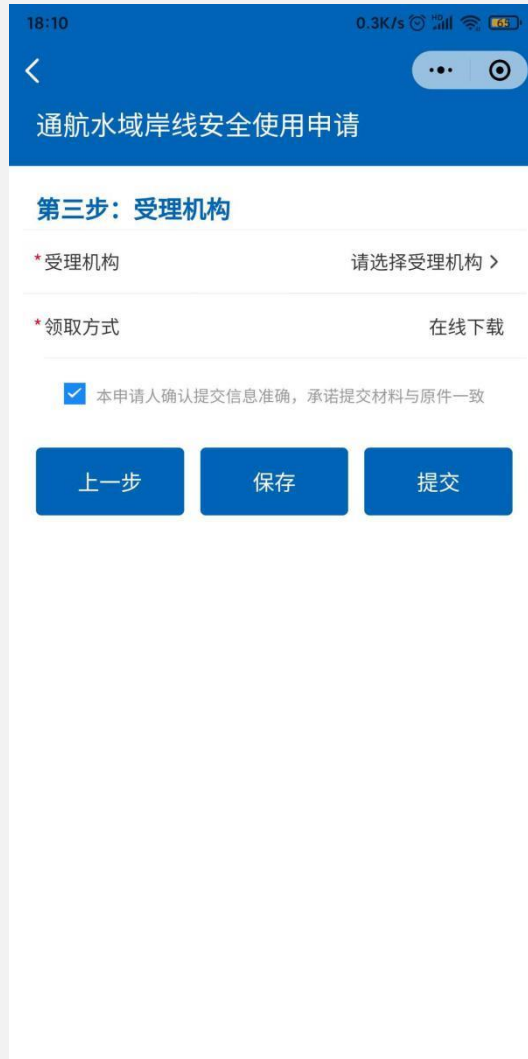 18:10 0.3K/s HD 65
通航水域岸线安全使用申请
第三步：受理机构
*受理机构 请选择受理机构 >
*领取方式 在线下载
本申请人确认提交信息准确，承诺提交材料与原件一致
上一步 保存 提交